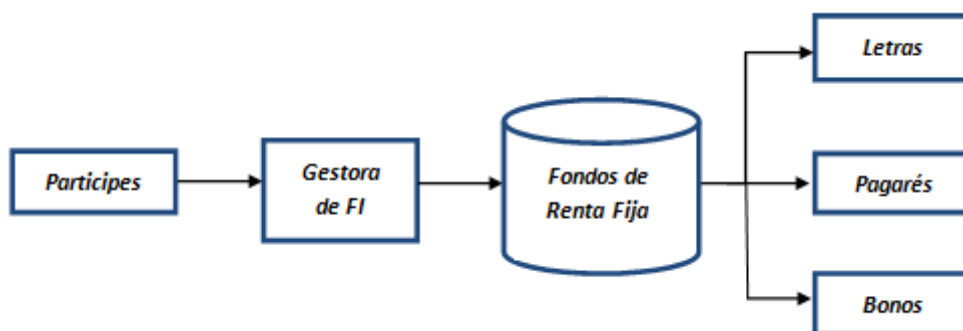 Participes
Gestora
de FI
Fondos de
Renta Fija
Letras
Pagarés
Bonos